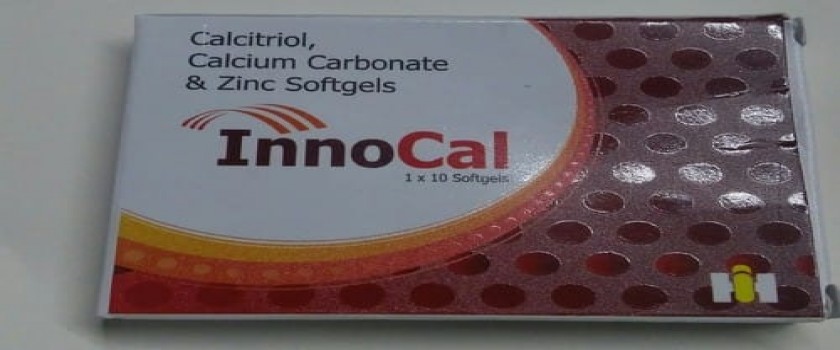 Calcitriol,
Calcium Carbonate
& Zinc Softgels
InnoCal
1 x 10 Softgels